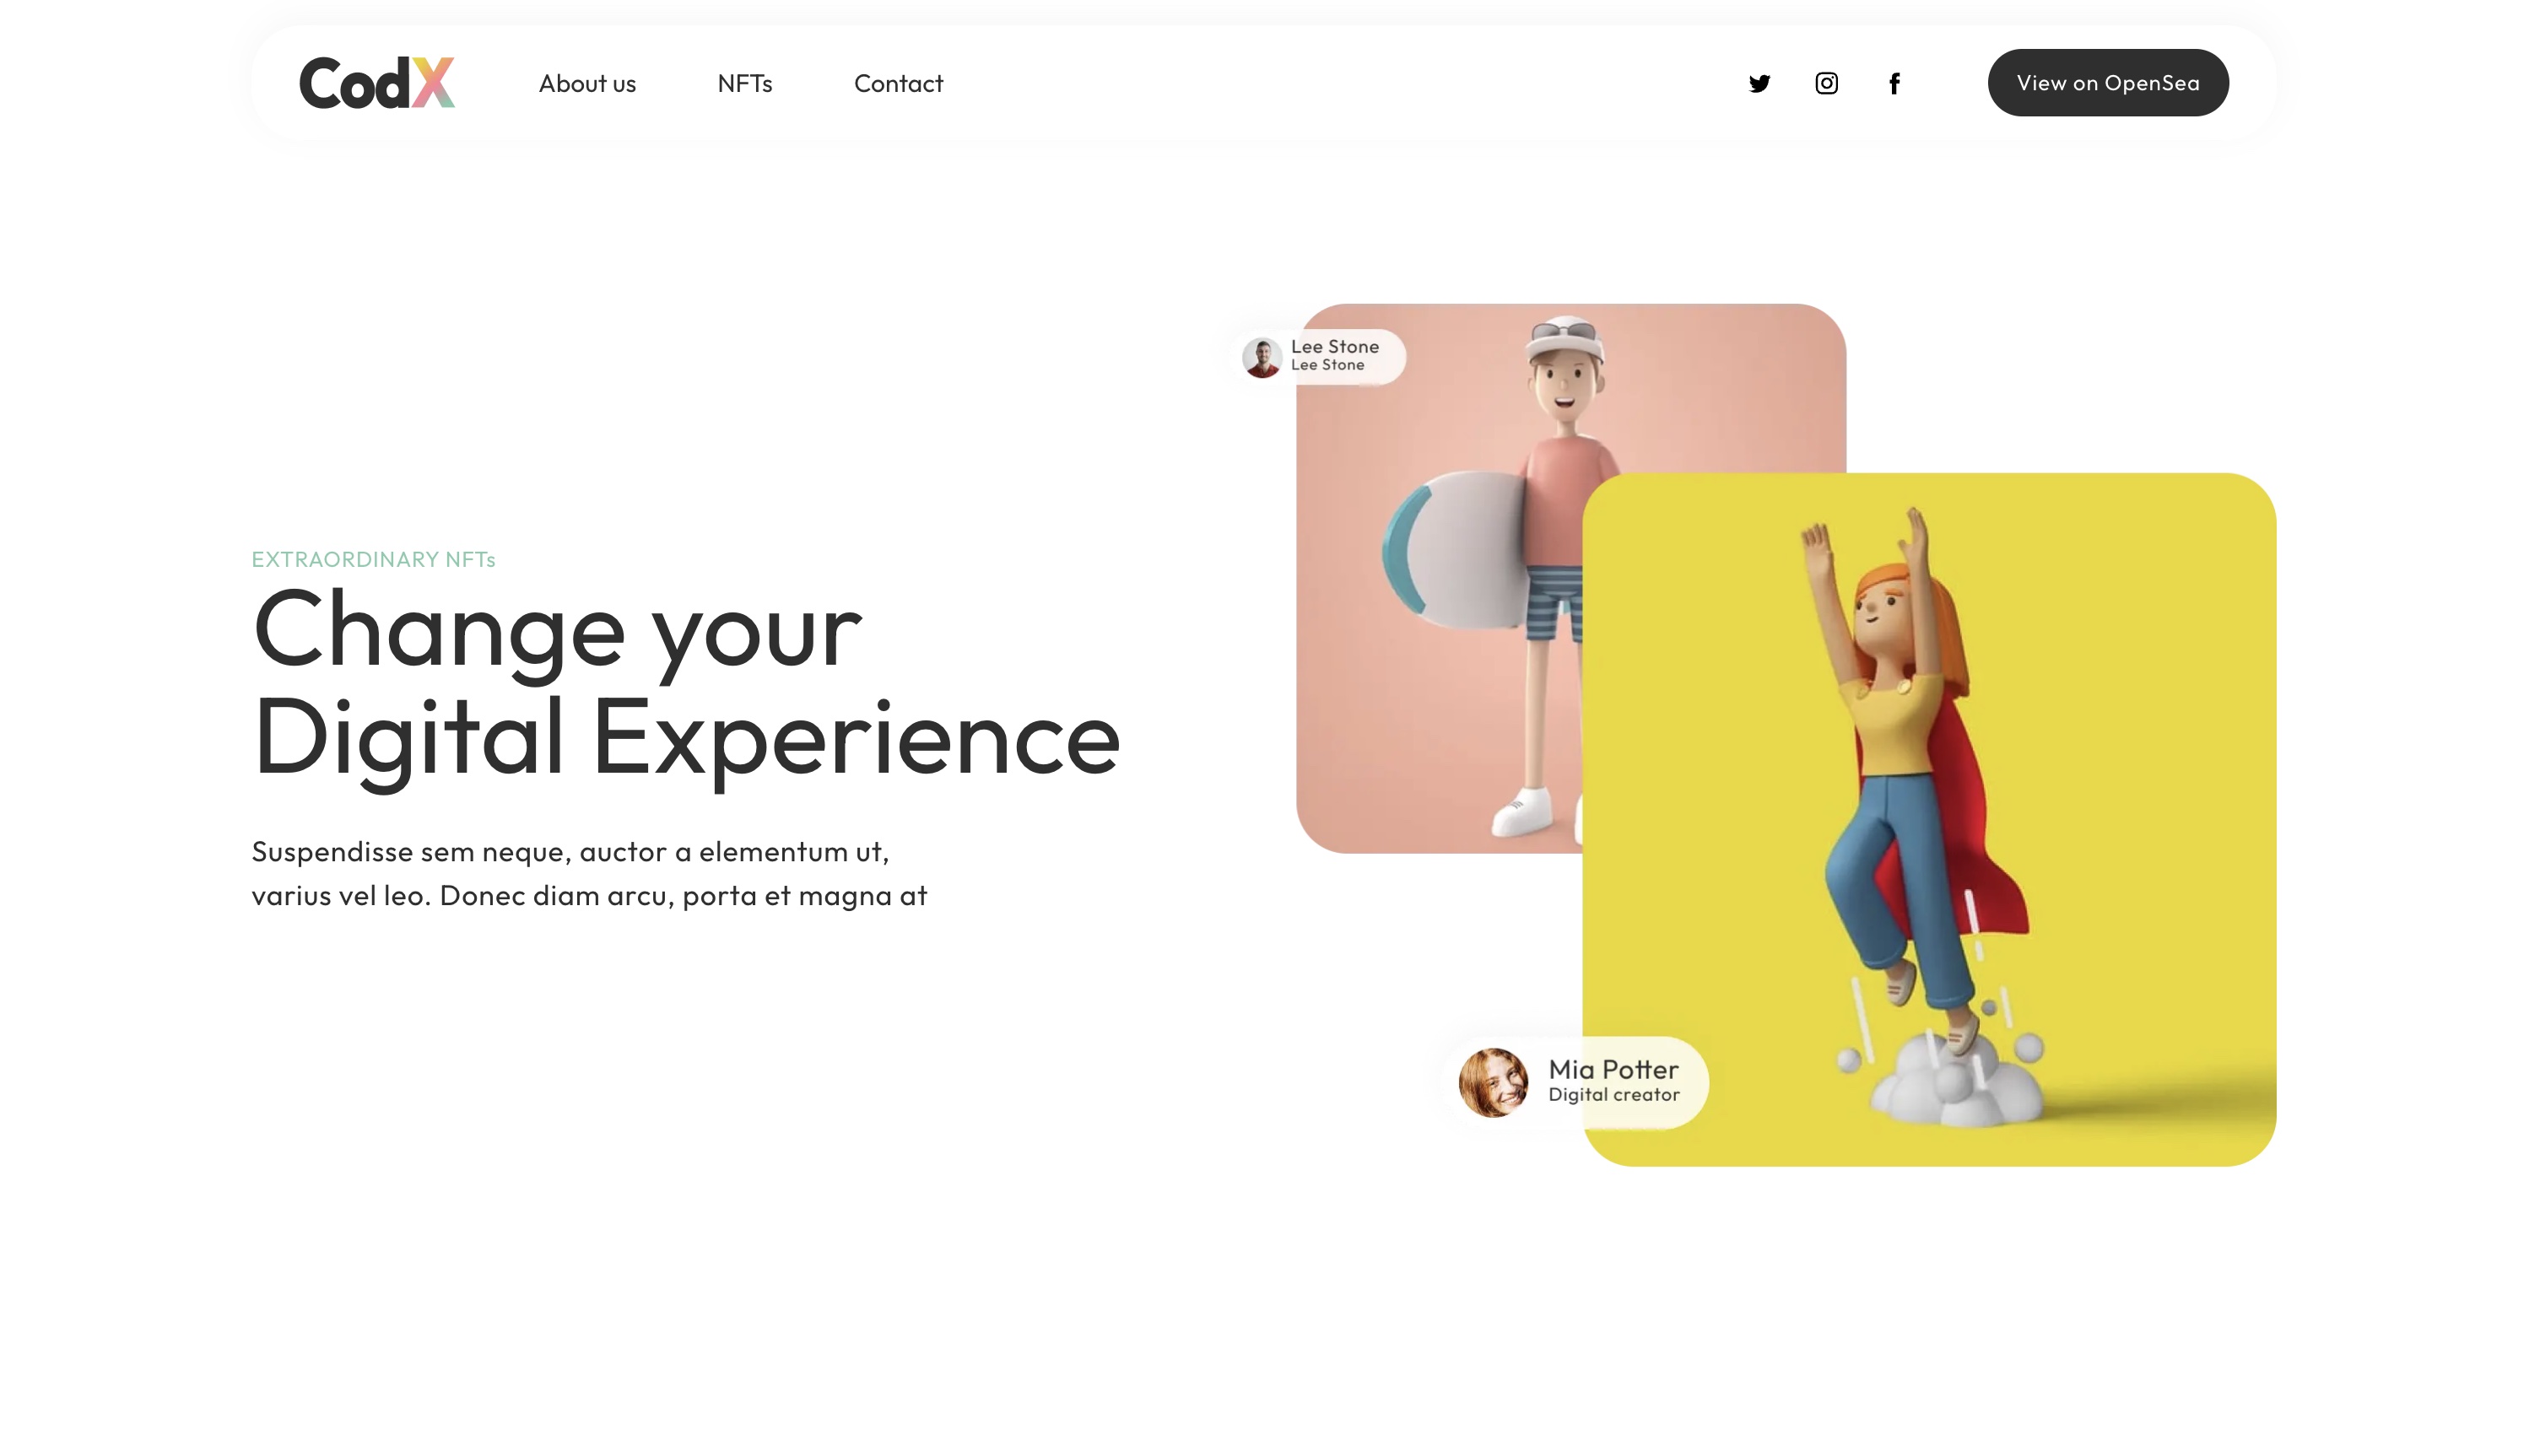 CodX
About us
NFTs
Contact
View on OpenSea
Lee Stone
Lee Stone
EXTRAORDINARY NFTs
Change your
Digital Experience
Suspendisse sem neque, auctor a elementum ut,
varius vel leo. Donec diam arcu, porta et magna at
Mia Potter
Digital creator